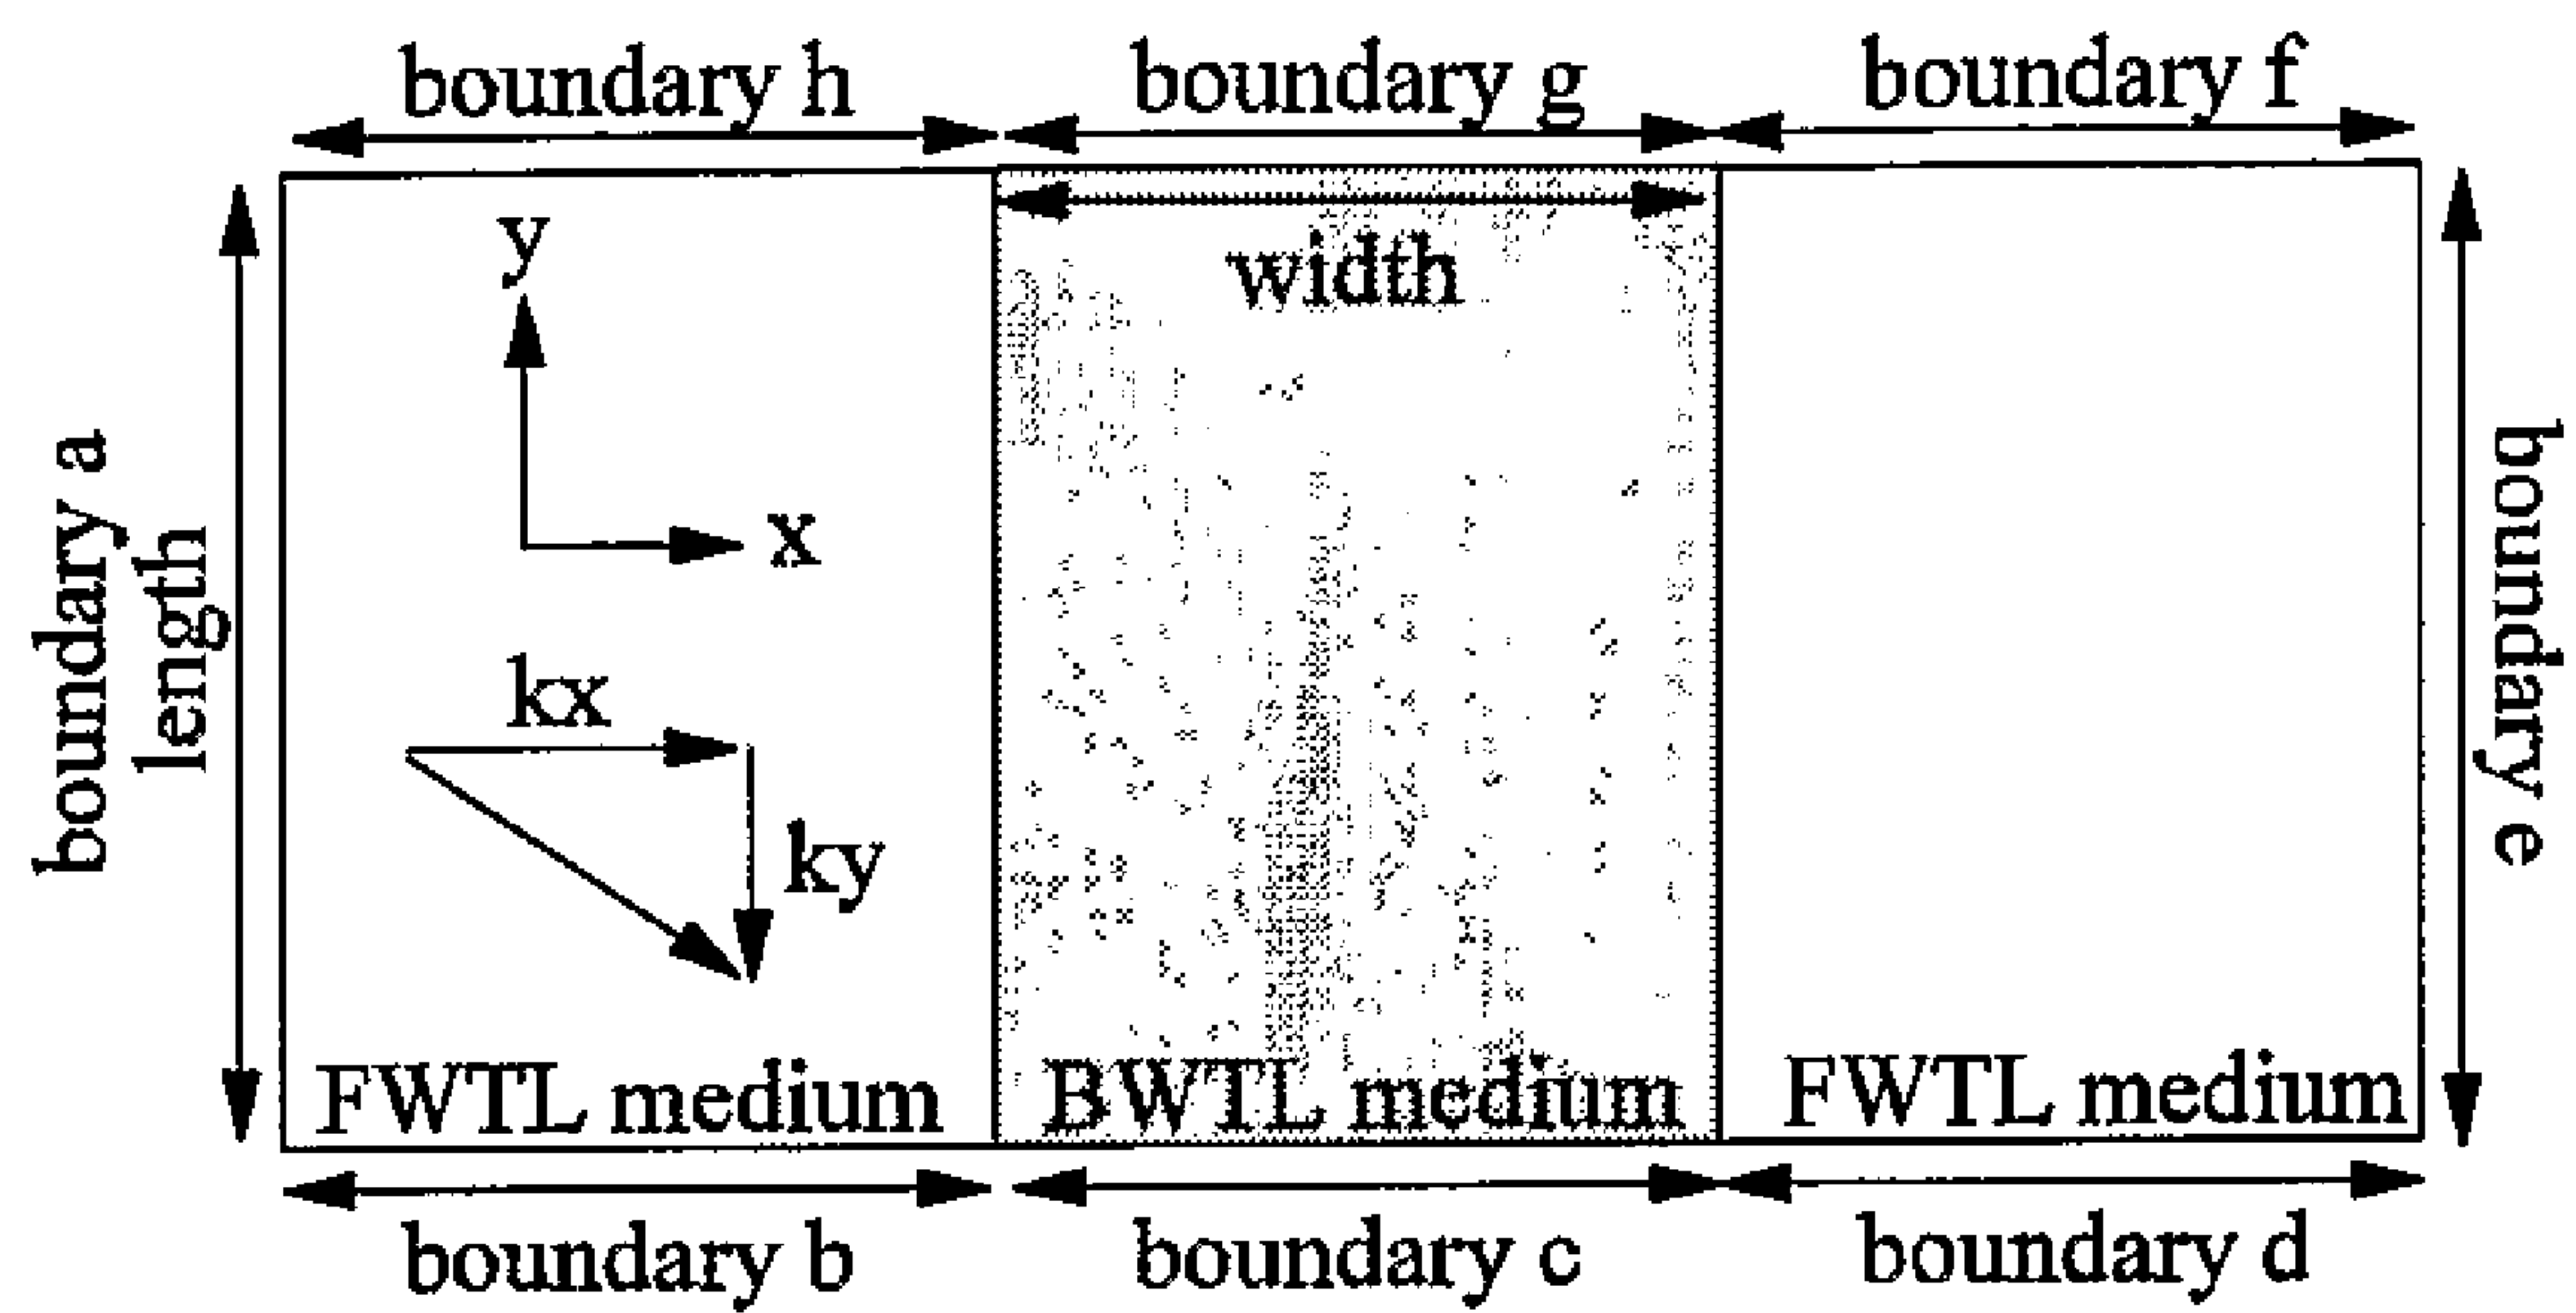 boundary h
boundary g
boundary f
width
y
x
boundary a
length
kx
ky
boundary e
FWTL medium
BWTL medium
FWTL medium
boundary b
boundary c
boundary d